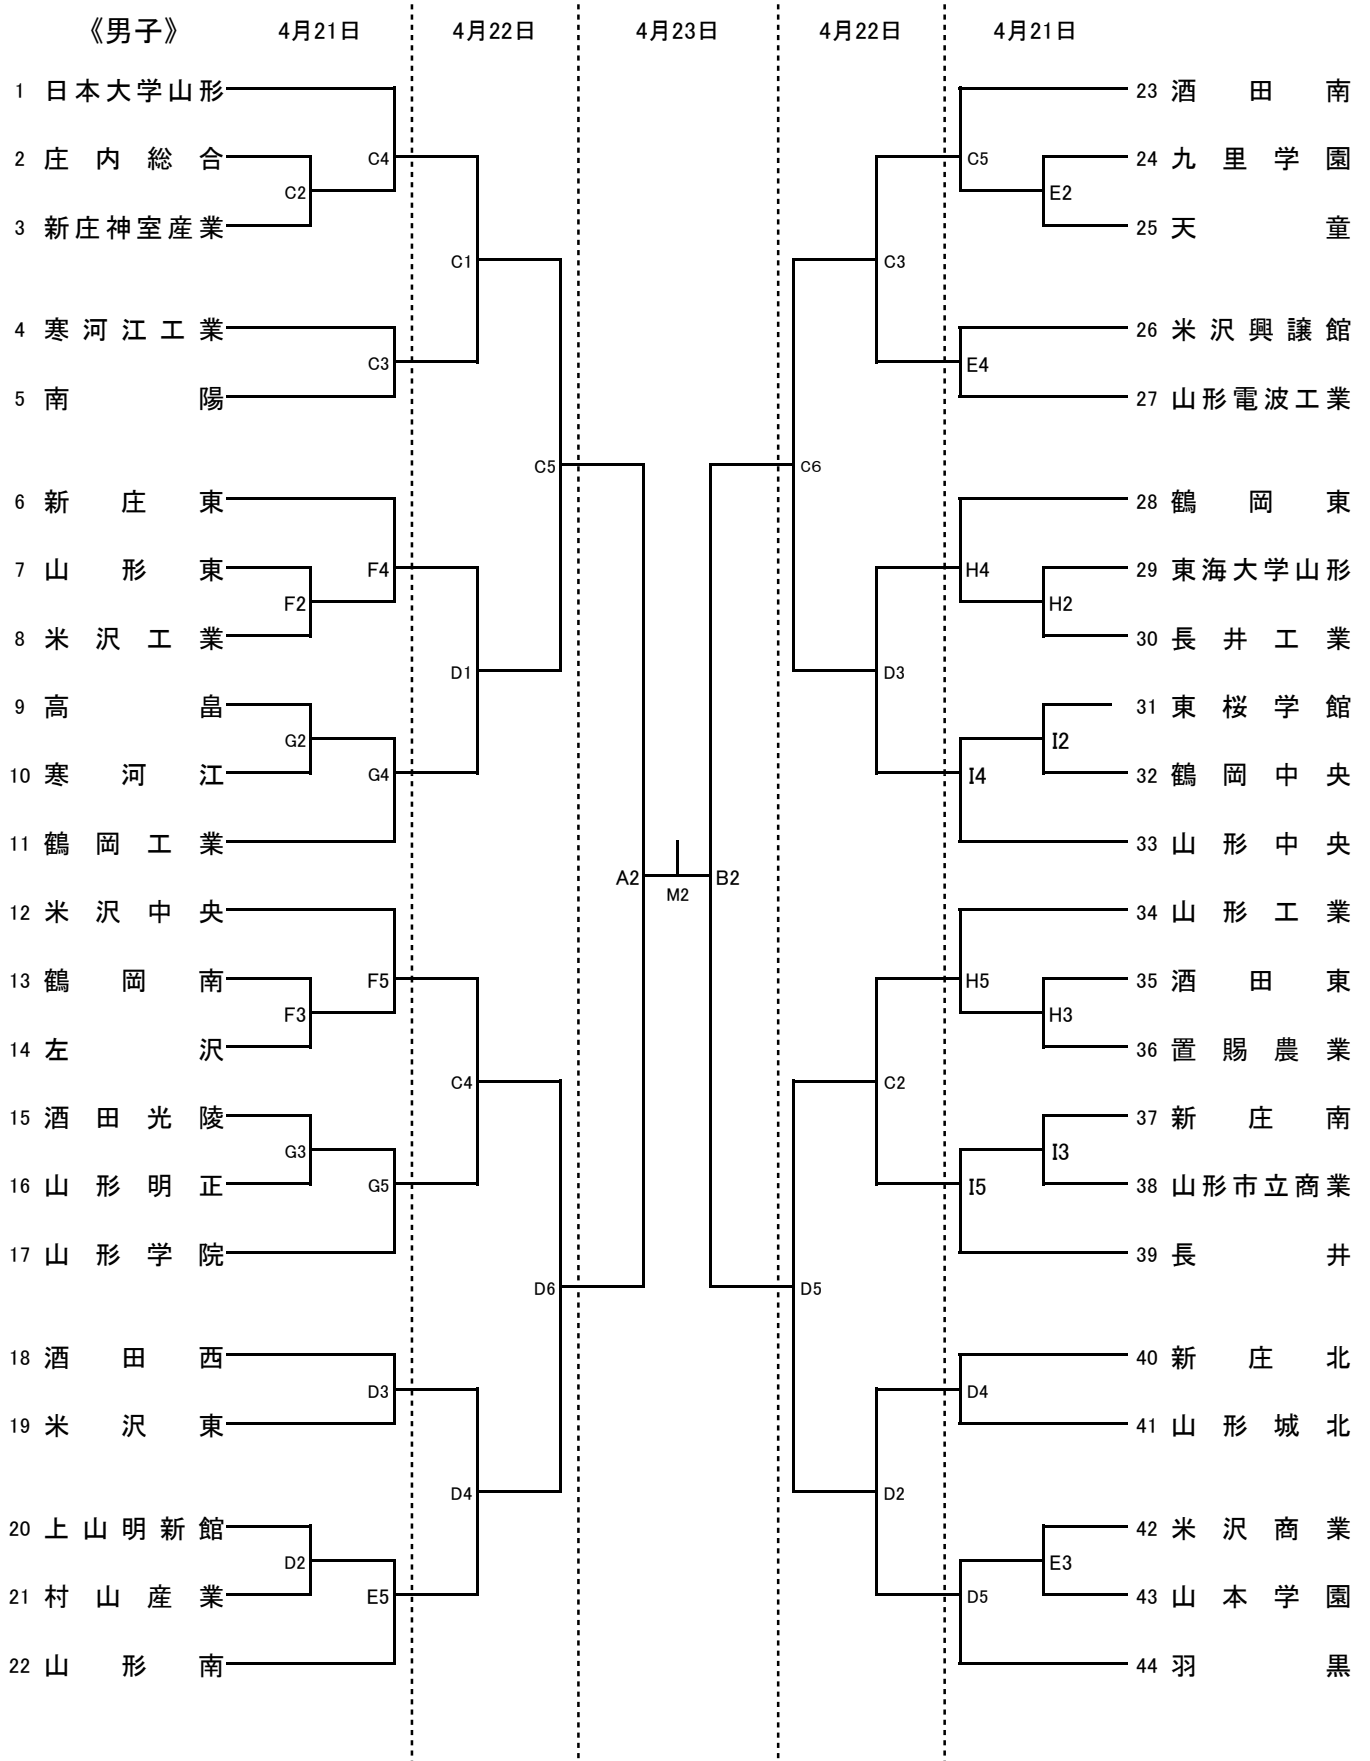 《男子》 4月21日 4月22日 4月23日 4月22日 4月21日
1 日本大学山形
2 庄内総合
3 新庄神室産業
4 寒河江工業
5 南陽
6 新庄東
7 山形東
8 米沢工業
9 高畠
10 寒河江
11 鶴岡工業
12 米沢中央
13 鶴岡南
14 左沢
15 酒田光陵
16 山形明正
17 山形学院
18 酒田西
19 米沢東
20 上山明新館
21 村山産業
22 山形南
C2
C4
C3
F2
F4
G2
G4
F3
F5
G3
G5
D3
D2
E5
C1
D1
C4
D4
C5
D6
A2
M2
B2
C6
D5
C3
D3
C2
D2
C5
E2
E4
H4
H2
I2
I4
H5
H3
I3
I5
D4
E3
D5
23 酒田南
24 九里学園
25 天童
26 米沢興譲館
27 山形電波工業
28 鶴岡東
29 東海大学山形
30 長井工業
31 東桜学館
32 鶴岡中央
33 山形中央
34 山形工業
35 酒田東
36 置賜農業
37 新庄南
38 山形市立商業
39 長井
40 新庄北
41 山形城北
42 米沢商業
43 山本学園
44 羽黒